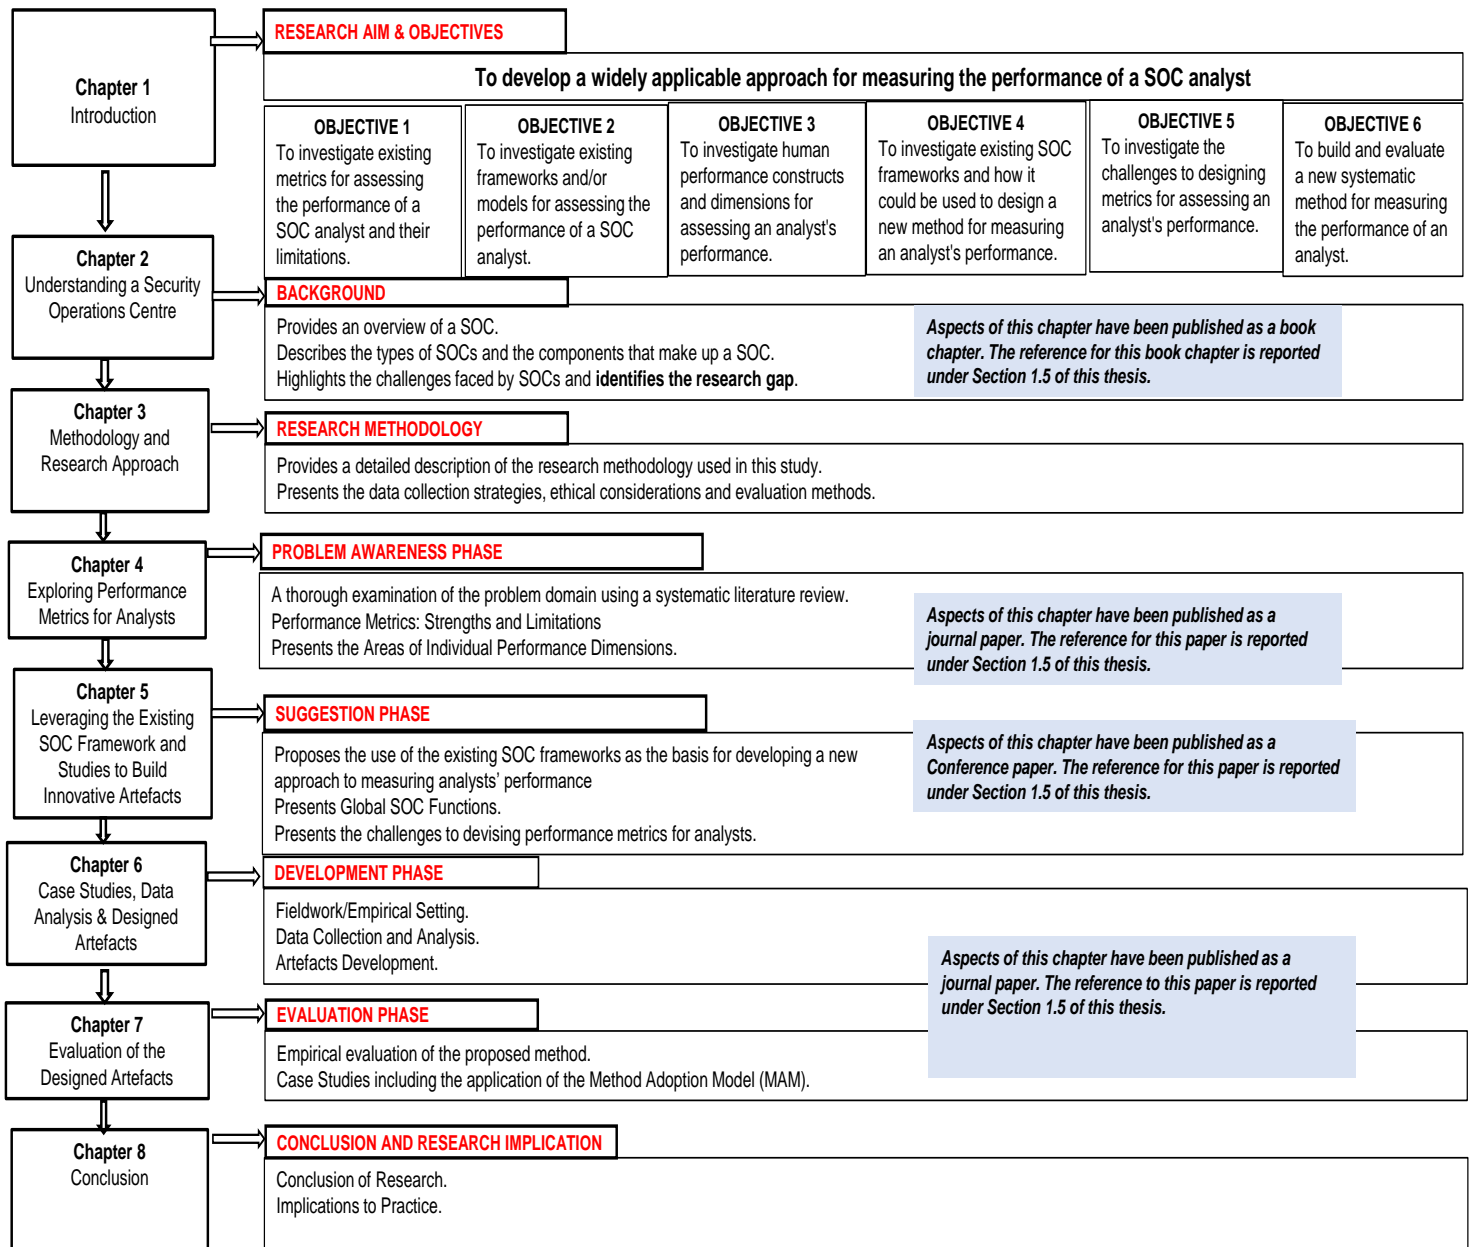 Chapter 1
Introduction
RESEARCH AIM & OBJECTIVES
To develop a widely applicable approach for measuring the performance of a SOC analyst
OBJECTIVE 1
To investigate existing
metrics for assessing
the performance of a
SOC analyst and their
limitations.
OBJECTIVE 2
To investigate existing
frameworks and/or
models for assessing the
performance of a SOC
analyst.
OBJECTIVE 3
To investigate human
performance constructs
and dimensions for
assessing an analyst's
performance.
OBJECTIVE 4
To investigate existing SOC
frameworks and how it
could be used to design a
new method for measuring
an analyst's performance.
OBJECTIVE 5
To investigate the
challenges to designing
metrics for assessing an
analyst's performance.
OBJECTIVE 6
To build and evaluate
a new systematic
method for measuring
the performance of an
analyst.
Chapter 2
Understanding a Security
Operations Centre
BACKGROUND
Provides an overview of a SOC.
Describes the types of SOCs and the components that make up a SOC.
Highlights the challenges faced by SOCs and identifies the research gap.
Aspects of this chapter have been published as a book
chapter. The reference for this book chapter is reported
under Section 1.5 of this thesis.
Chapter 3
Methodology and
Research Approach
RESEARCH METHODOLOGY
Provides a detailed description of the research methodology used in this study.
Presents the data collection strategies, ethical considerations and evaluation methods.
Chapter 4
Exploring Performance
Metrics for Analysts
PROBLEM AWARENESS PHASE
A thorough examination of the problem domain using a systematic literature review.
Performance Metrics: Strengths and Limitations
Presents the Areas of Individual Performance Dimensions.
Aspects of this chapter have been published as a
journal paper. The reference for this paper is reported
under Section 1.5 of this thesis.
Chapter 5
Leveraging the Existing
SOC Framework and
Studies to Build
Innovative Artefacts
SUGGESTION PHASE
Proposes the use of the existing SOC frameworks as the basis for developing a new
approach to measuring analysts’ performance
Presents Global SOC Functions.
Presents the challenges to devising performance metrics for analysts.
Aspects of this chapter have been published as a
Conference paper. The reference for this paper is reported
under Section 1.5 of this thesis.
Chapter 6
Case Studies, Data
Analysis & Designed
Artefacts
DEVELOPMENT PHASE
Fieldwork/Empirical Setting.
Data Collection and Analysis.
Artefacts Development.
Aspects of this chapter have been published as a
journal paper. The reference to this paper is reported
under Section 1.5 of this thesis.
Chapter 7
Evaluation of the
Designed Artefacts
EVALUATION PHASE
Empirical evaluation of the proposed method.
Case Studies including the application of the Method Adoption Model (MAM).
Chapter 8
Conclusion
CONCLUSION AND RESEARCH IMPLICATION
Conclusion of Research.
Implications to Practice.